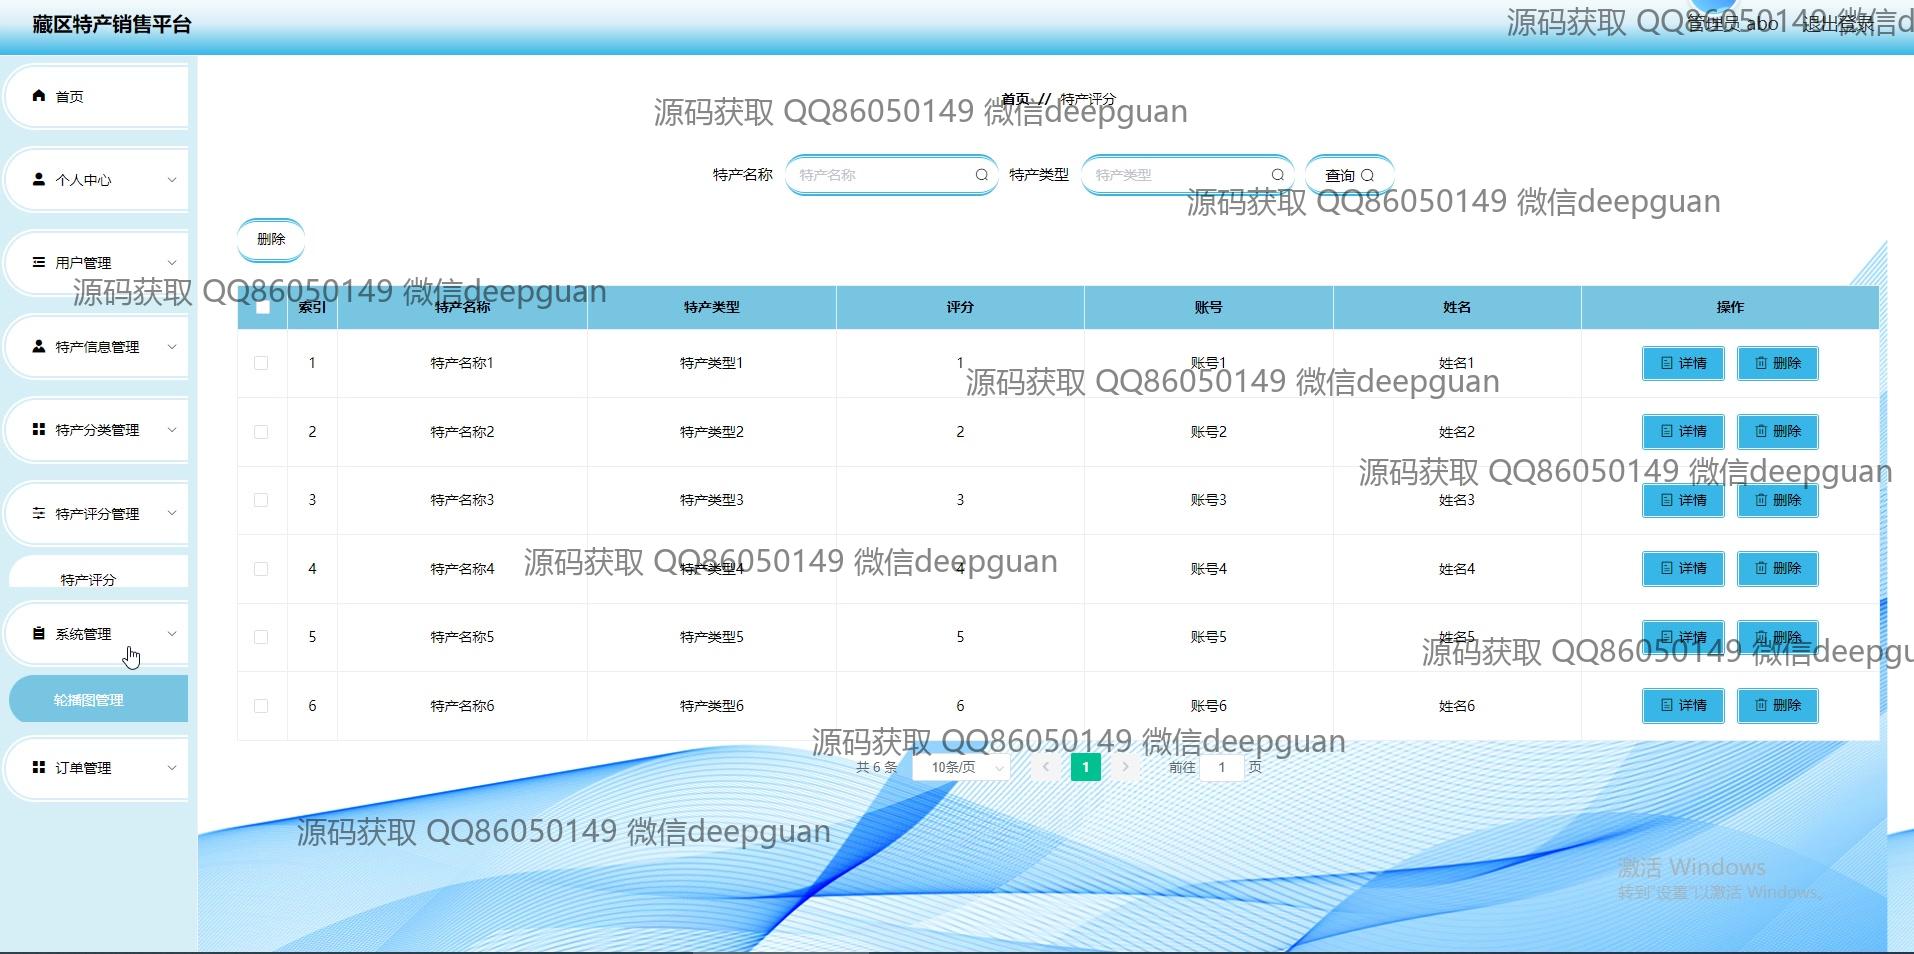 藏区特产销售平台
管理员 abo 退出登录
源码获取 QQ86050149 微信d
首页
个人中心
用户管理
特产信息管理
特产分类管理
特产评分管理
特产评分
系统管理
轮播图管理
订单管理
首页 // 特产评分
源码获取 QQ86050149 微信deepguan
特产名称 特产名称 特产类型 特产类型 查询
源码获取 QQ86050149 微信deepguan
删除
源码获取 QQ86050149 微信deepguan
索引 特产名称 特产类型 评分 账号 姓名 操作
1 特产名称1 特产类型1 1 账号1 姓名1 详情 删除
源码获取 QQ86050149 微信deepguan
2 特产名称2 特产类型2 2 账号2 姓名2 详情 删除
源码获取 QQ86050149 微信deepguan
3 特产名称3 特产类型3 3 账号3 姓名3 详情 删除
源码获取 QQ86050149 微信deepguan
4 特产名称4 特产类型4 4 账号4 姓名4 详情 删除
5 特产名称5 特产类型5 5 账号5 姓名5 详情 删除
源码获取 QQ86050149 微信deepgu
6 特产名称6 特产类型6 6 账号6 姓名6 详情 删除
源码获取 QQ86050149 微信deepguan
共 6 条 10条/页 1 前往 1 页
源码获取 QQ86050149 微信deepguan
激活 Windows
转到"设置"以激活 Windows。